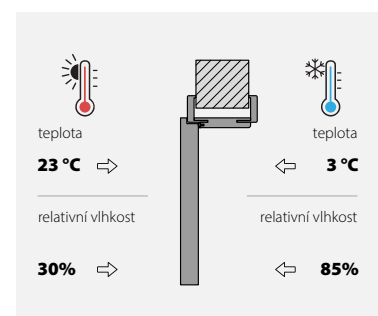 teplota teplota
23 °C 3 °C
relativní vlhkost relativní vlhkost
30% 85%